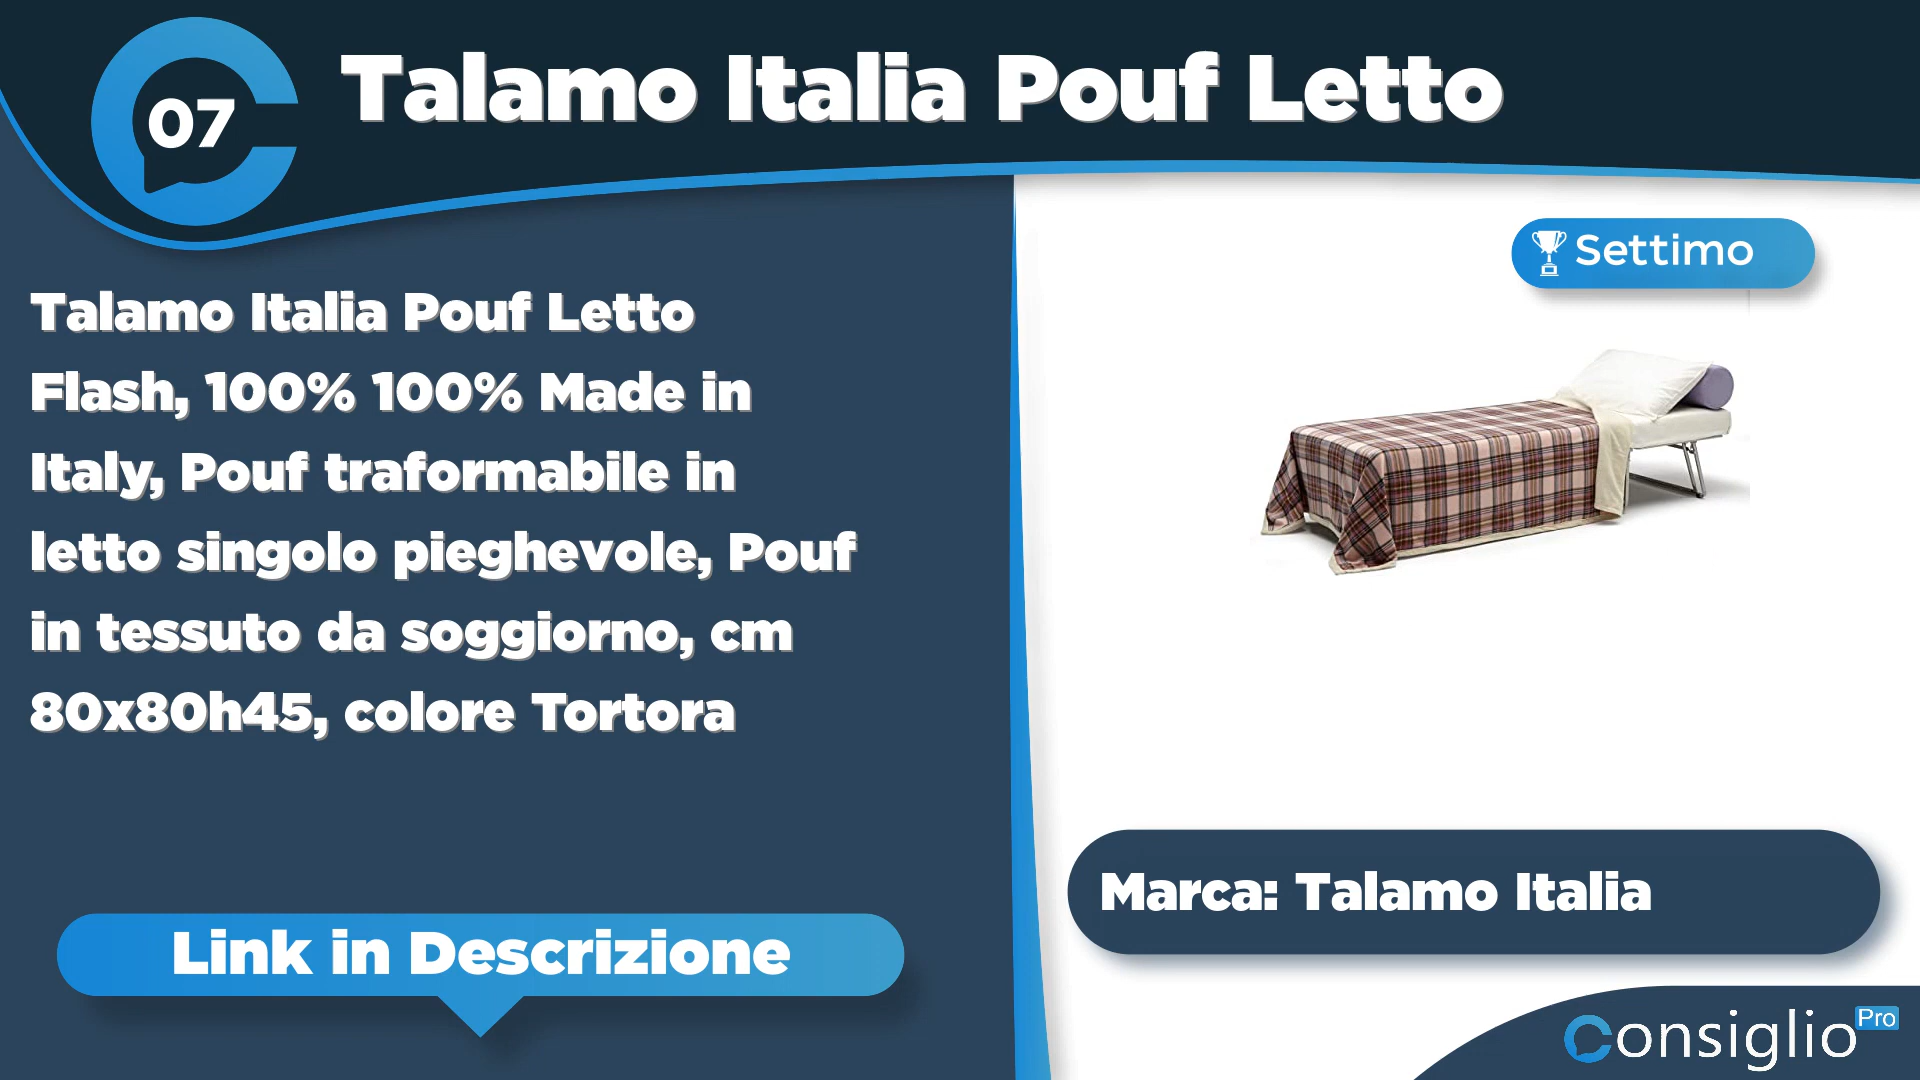 07
Talamo Italia Pouf Letto
Settimo
Talamo Italia Pouf Letto
Flash, 100% 100% Made in
Italy, Pouf traformabile in
letto singolo pieghevole, Pouf
in tessuto da soggiorno, cm
80x80h45, colore Tortora
Marca: Talamo Italia
Link in Descrizione
Consiglio Pro